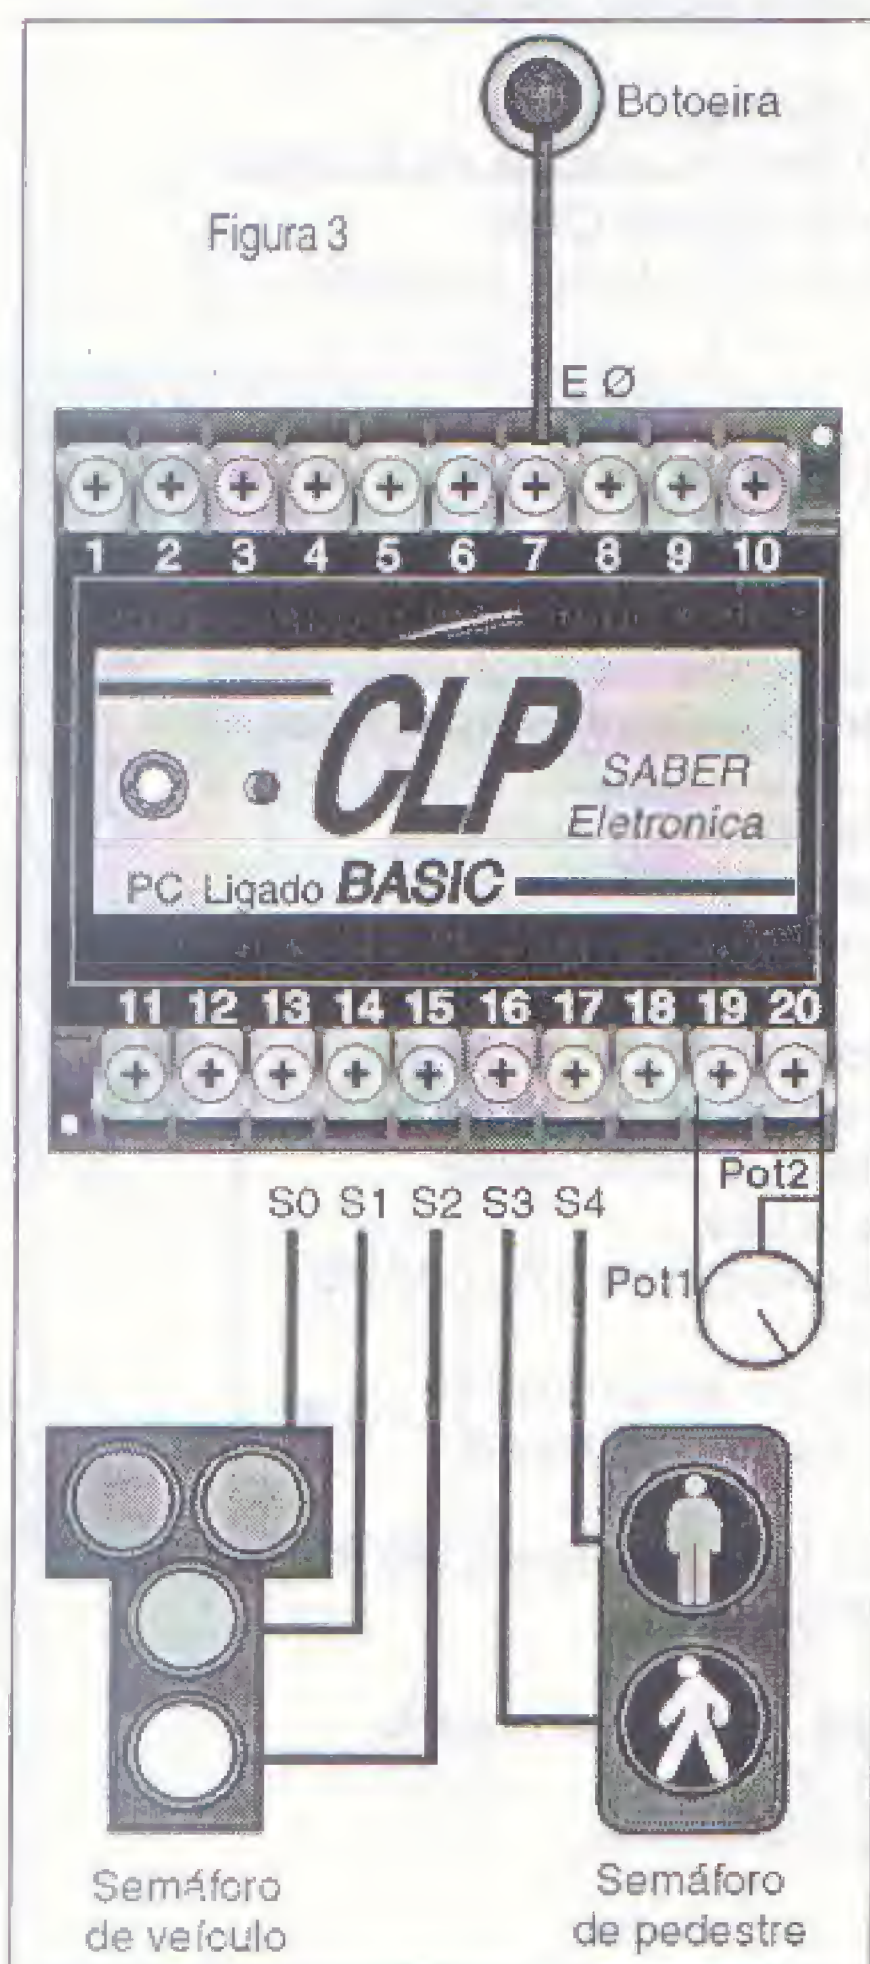 Botoeira
Figura 3
E Ø
1 2 3 4 5 6 7 8 9 10
CLP
SABER
Eletronica
PC Ligado BASIC
11 12 13 14 15 16 17 18 19 20
S0 S1 S2 S3 S4
Pot2
Pot1
Semáforo
de veículo
Semáforo
de pedestre